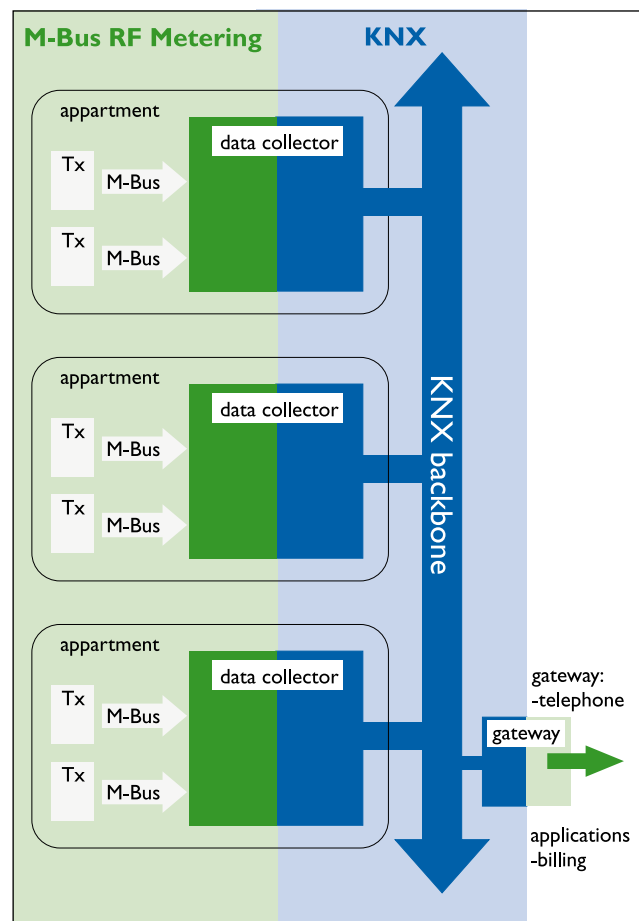 M-Bus RF Metering
KNX
appartment
data collector
Tx
M-Bus
Tx
M-Bus
appartment
data collector
Tx
M-Bus
Tx
M-Bus
KNX backbone
appartment
data collector
Tx
M-Bus
Tx
M-Bus
gateway:
-telephone
gateway
applications
-billing